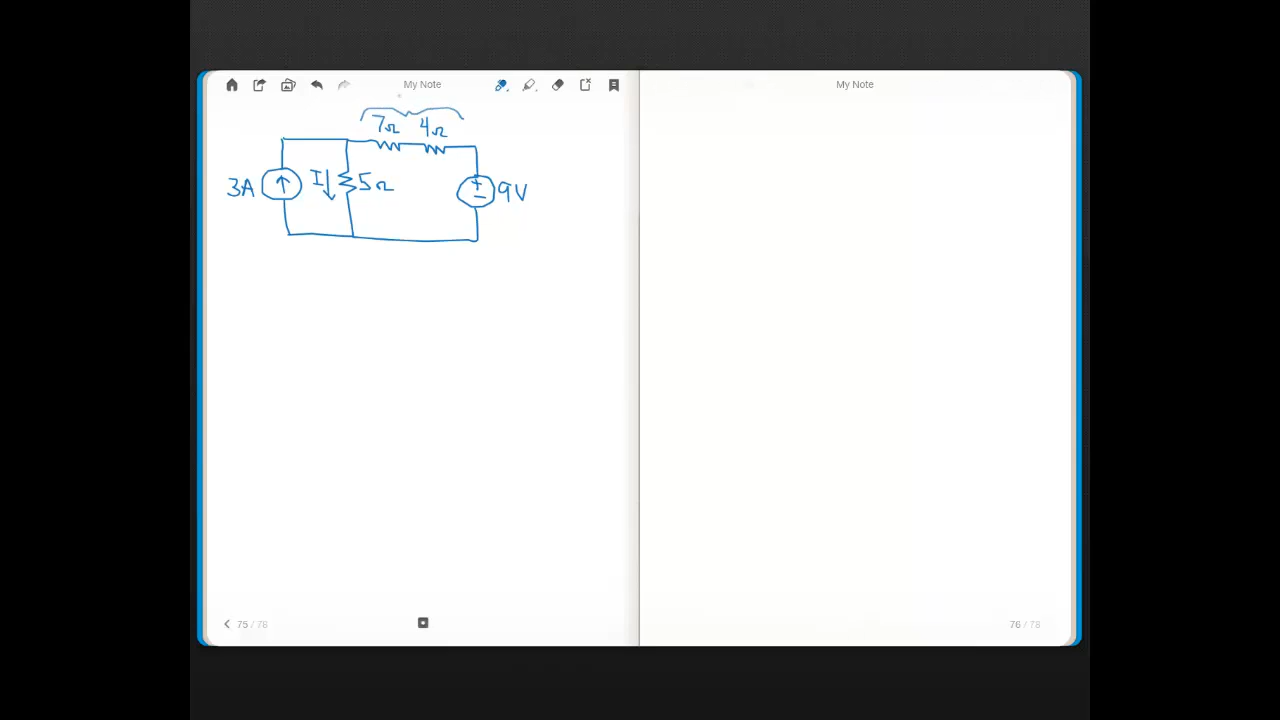 My Note
My Note
7Ω 4Ω
3A I 5Ω + − 9V
75 / 78
76 / 78